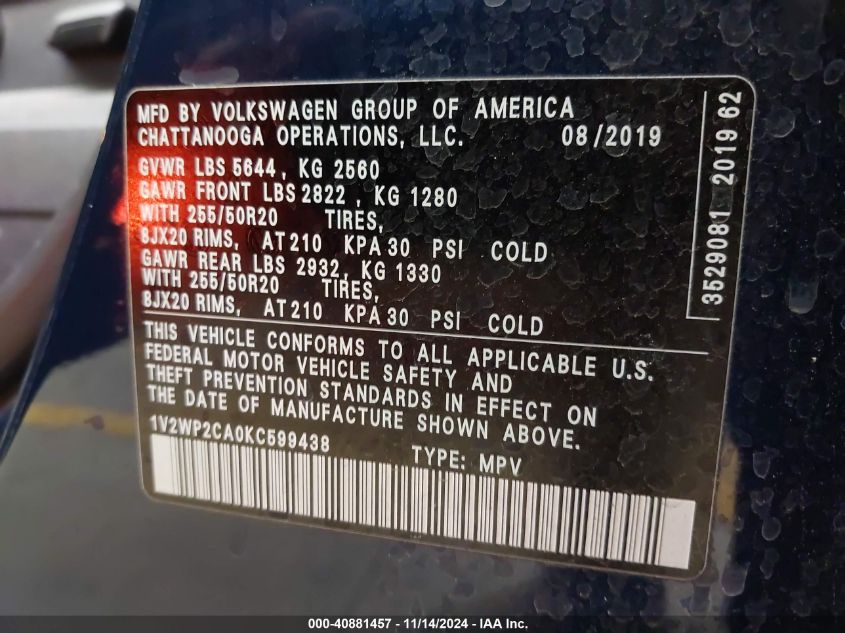 MFD BY VOLKSWAGEN GROUP OF AMERICA
CHATTANOOGA OPERATIONS, LLC. 08/2019
GVWR LBS 5644, KG 2560
GAWR FRONT LBS 2822, KG 1280
WITH 255/50R20 TIRES,
8JX20 RIMS, AT 210 KPA 30 PSI COLD
GAWR REAR LBS 2932, KG 1330
WITH 255/50R20 TIRES,
8JX20 RIMS, AT 210 KPA 30 PSI COLD
THIS VEHICLE CONFORMS TO ALL APPLICABLE U.S.
FEDERAL MOTOR VEHICLE SAFETY AND
THEFT PREVENTION STANDARDS IN EFFECT ON
THE DATE OF MANUFACTURE SHOWN ABOVE.
1V2WP2CA0KC599438 TYPE: MPV
3529081 2019 62
000-40881457 - 11/14/2024 - IAA Inc.